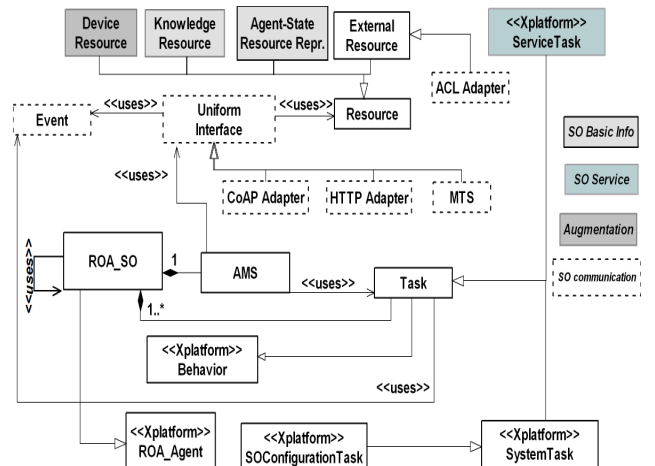 Device
Resource
Knowledge
Resource
Agent-State
Resource Repr.
External
Resource
<<Xplatform>>
ServiceTask
ACL Adapter
Event
<<uses>>
Uniform
Interface
<<uses>>
Resource
SO Basic Info
<<uses>>
CoAP Adapter
HTTP Adapter
MTS
SO Service
Augmentation
SO communication
<<uses>>
ROA_SO
1
AMS
<<uses>>
Task
1..*
<<Xplatform>>
Behavior
<<uses>>
<<Xplatform>>
ROA_Agent
<<Xplatform>>
SOConfigurationTask
<<Xplatform>>
SystemTask